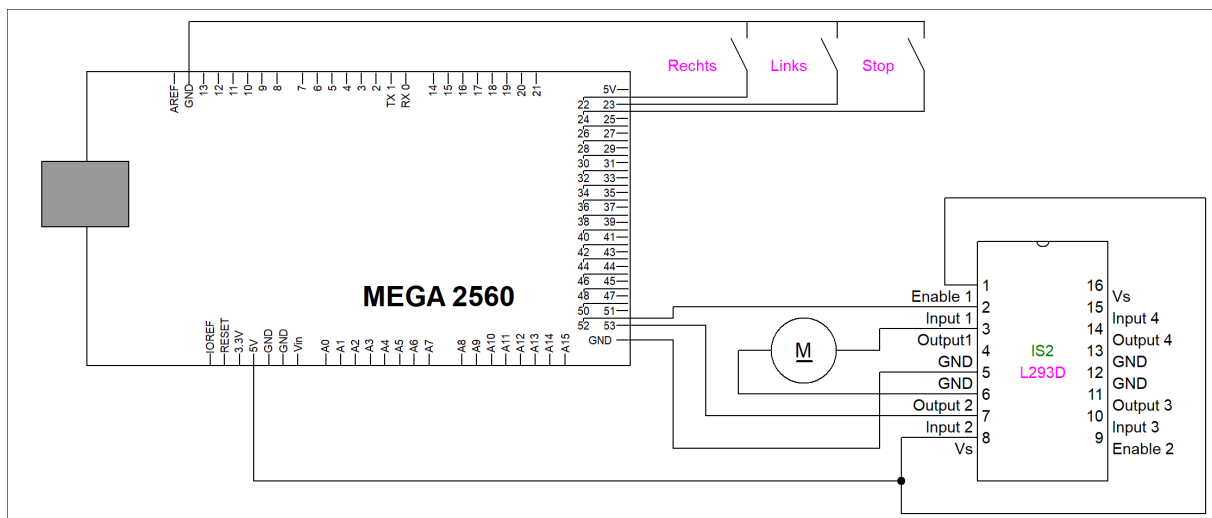 Rechts
Links
Stop
AREF
GND
13
12
11
10
9
8
7
6
5
4
3
2
TX 1
RX 0
14
15
16
17
18
19
20
21
5V
22 23
24 25
26 27
28 29
30 31
32 33
34 35
36 37
38 39
40 41
42 43
44 44
46 45
48 47
50 51
52 53
GND
MEGA 2560
IOREF
RESET
3.3V
5V
GND
GND
Vin
A0
A1
A2
A3
A4
A5
A6
A7
A8
A9
A10
A11
A12
A13
A14
A15
M
1 16
Enable 1 Vs
2 15
Input 1 Input 4
3 14
Output1 Output 4
4 IS2 13
GND GND
5 L293D 12
GND GND
6 11
Output 2 Output 3
7 10
Input 2 Input 3
8 9
Vs Enable 2